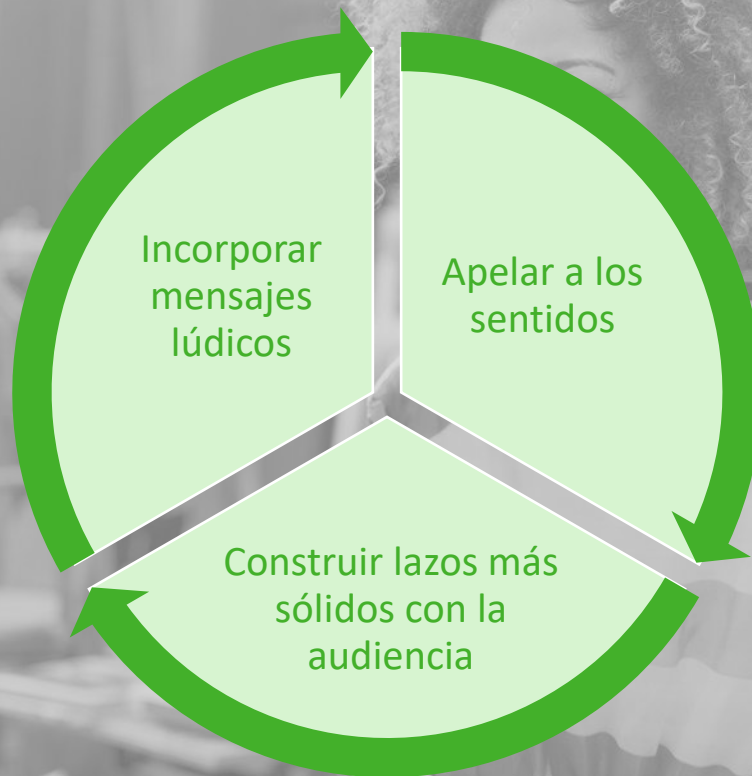 Incorporar
mensajes
lúdicos
Apelar a los
sentidos
Construir lazos más
sólidos con la
audiencia